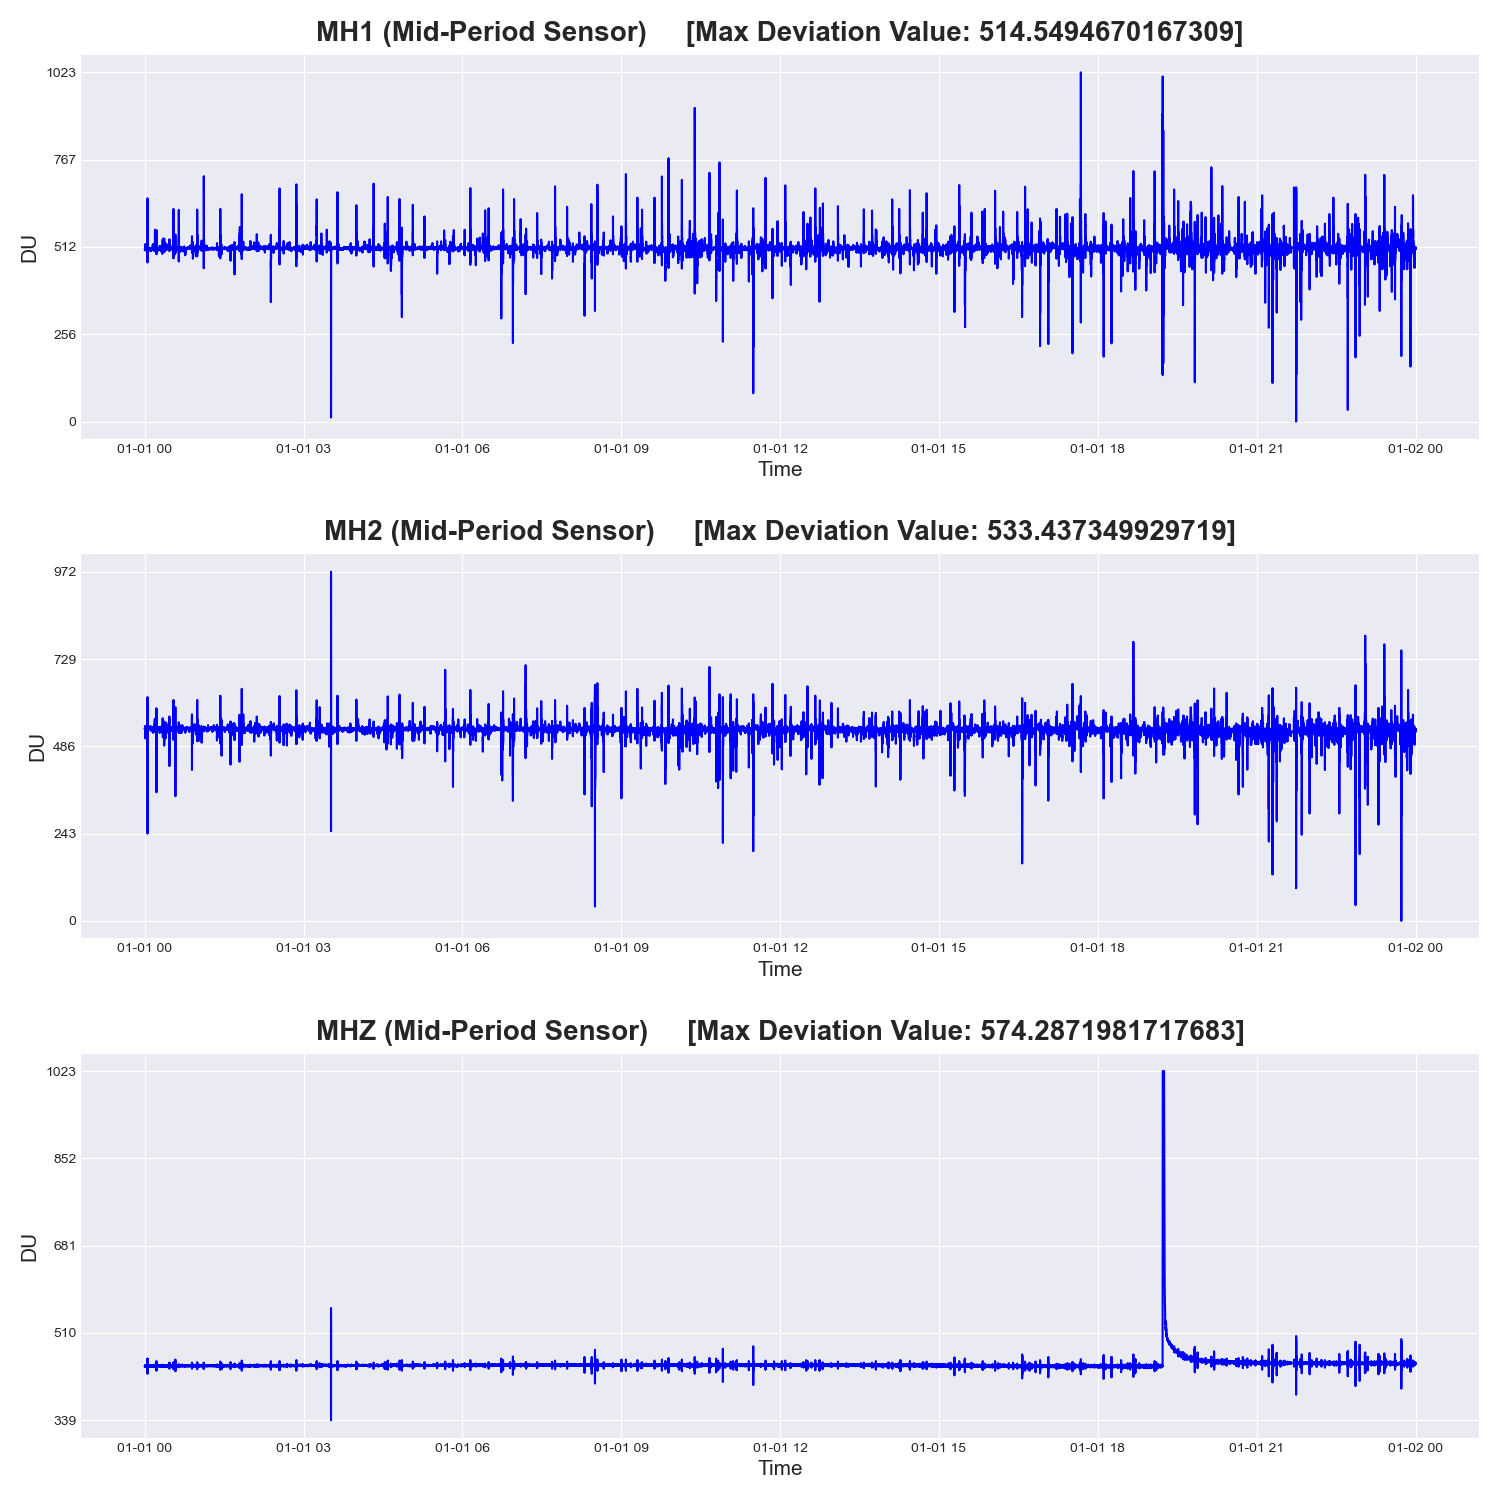 MH1 (Mid-Period Sensor) [Max Deviation Value: 514.5494670167309]
1023
767
512
256
0
DU
01-01 00 01-01 03 01-01 06 01-01 09 01-01 12 01-01 15 01-01 18 01-01 21 01-02 00
Time
MH2 (Mid-Period Sensor) [Max Deviation Value: 533.437349929719]
972
729
486
243
0
DU
01-01 00 01-01 03 01-01 06 01-01 09 01-01 12 01-01 15 01-01 18 01-01 21 01-02 00
Time
MHZ (Mid-Period Sensor) [Max Deviation Value: 574.2871981717683]
1023
852
681
510
339
DU
01-01 00 01-01 03 01-01 06 01-01 09 01-01 12 01-01 15 01-01 18 01-01 21 01-02 00
Time